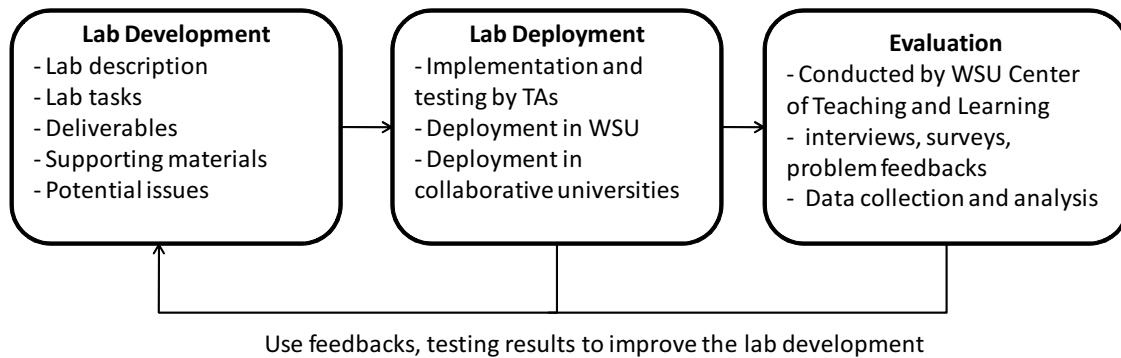 Lab Development
- Lab description
- Lab tasks
- Deliverables
- Supporting materials
- Potential issues
Lab Deployment
- Implementation and
testing by TAs
- Deployment in WSU
- Deployment in
collaborative universities
Evaluation
- Conducted by WSU Center
of Teaching and Learning
- interviews, surveys,
problem feedbacks
- Data collection and analysis
Use feedbacks, testing results to improve the lab development